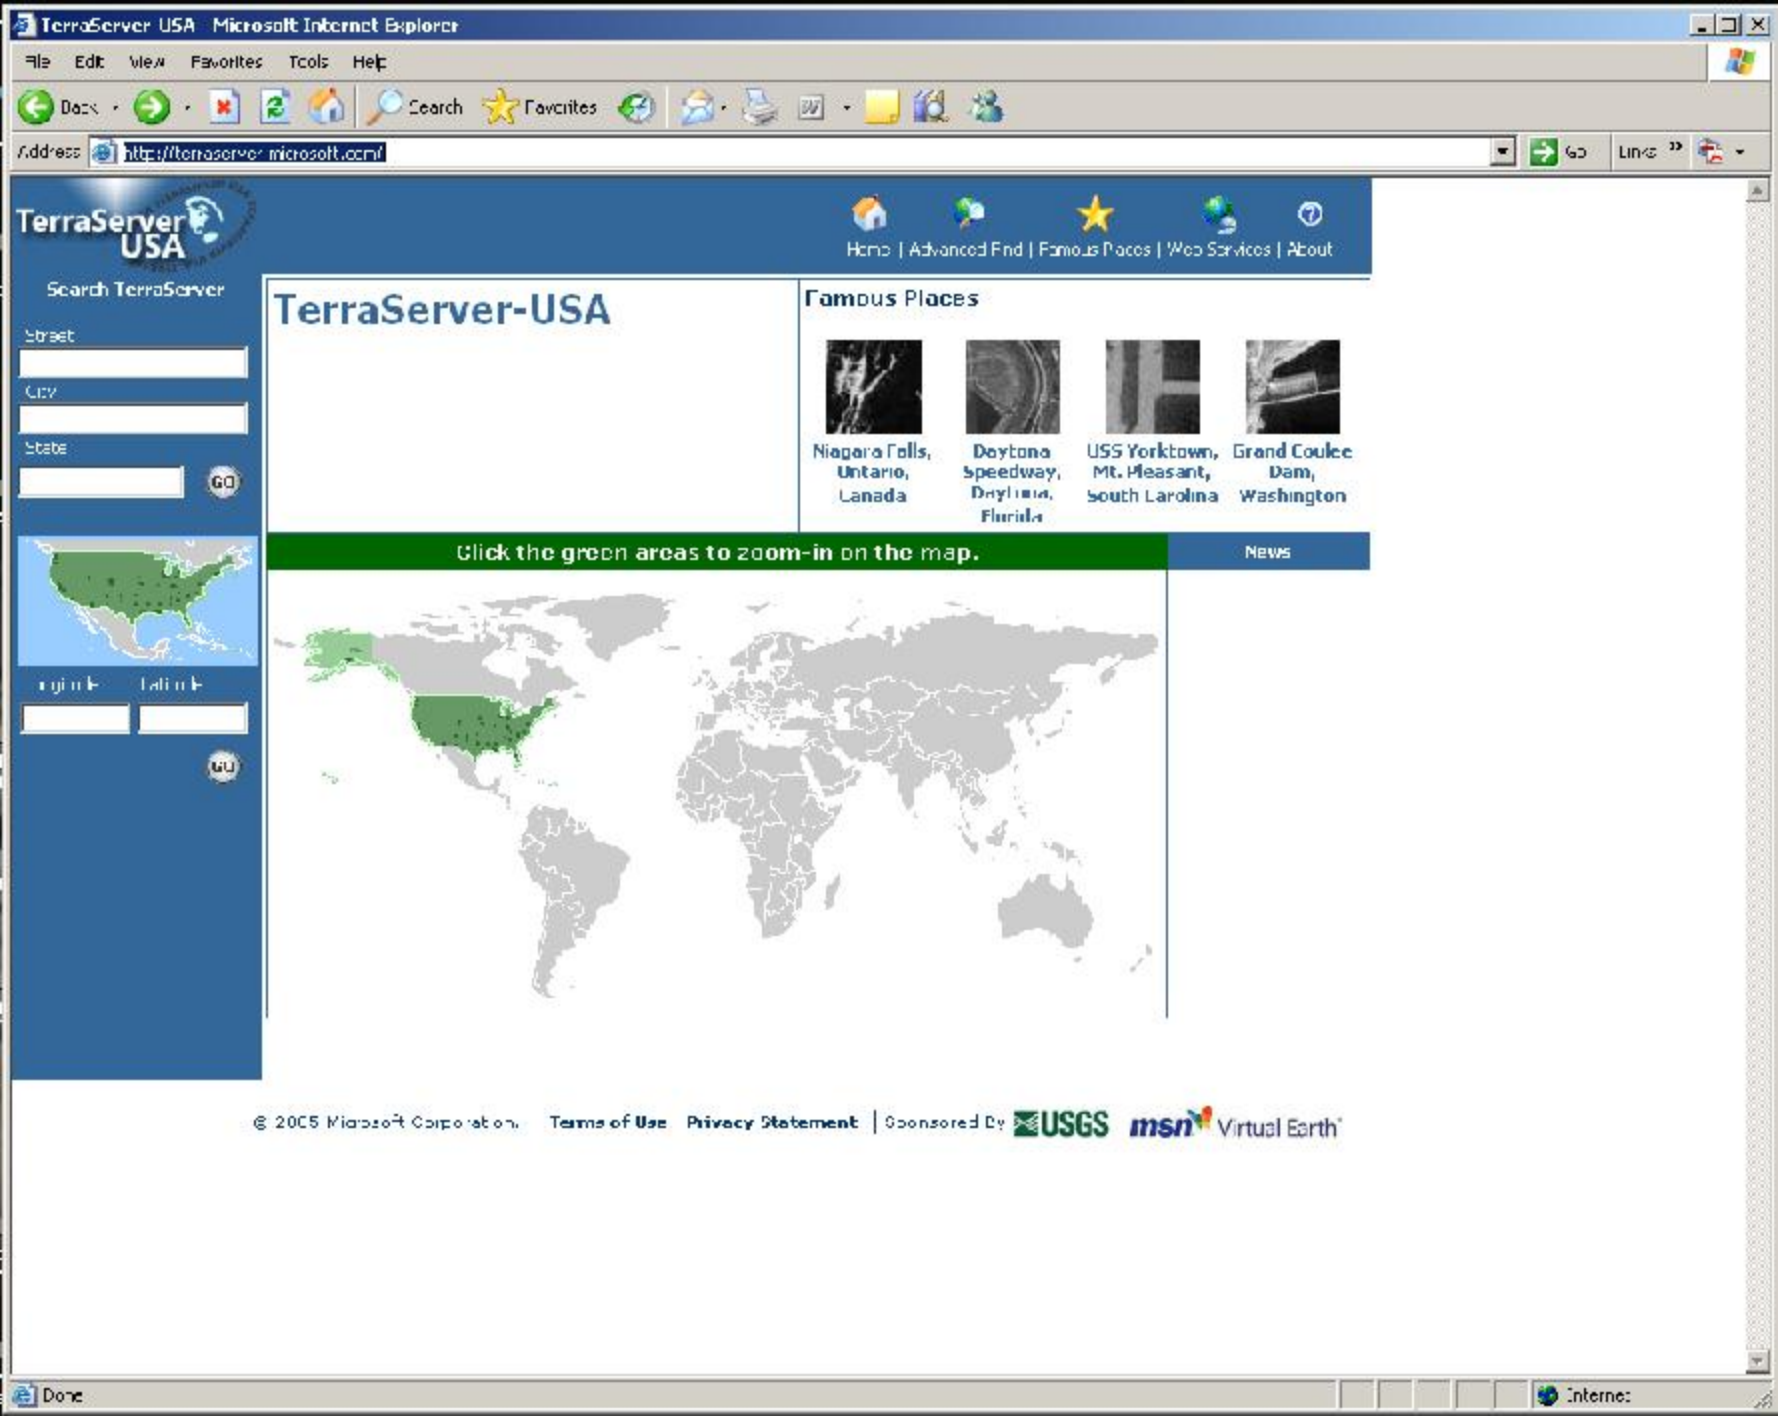 TerraServer USA Microsoft Internet Explorer
File Edit View Favorites Tools Help
Back Search Favorites
Address http://terraserver.microsoft.com/ Go Links »
TerraServer
USA
Home | Advanced Find | Famous Places | Web Services | About
Search TerraServer
Street
City
State
GO
Longitude Latitude
GO
TerraServer-USA
Famous Places
Niagara Falls,
Ontario,
Canada
Daytona
Speedway,
Daytona,
Florida
USS Yorktown,
Mt. Pleasant,
South Carolina
Grand Coulee
Dam,
Washington
Click the green areas to zoom-in on the map.
News
© 2005 Microsoft Corporation. Terms of Use Privacy Statement | Sponsored By USGS msn Virtual Earth
Done Internet